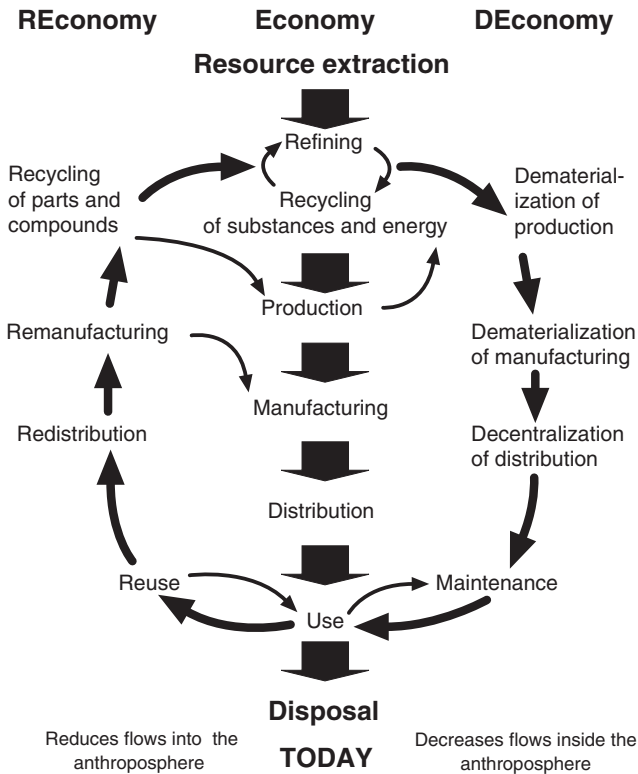 REconomy Economy DEconomy
Resource extraction
Refining
Recycling
of parts and
compounds
Recycling
of substances and energy
Demateria-
lization of
production
Production
Remanufacturing
Dematerialization
of manufacturing
Manufacturing
Redistribution
Decentralization
of distribution
Distribution
Reuse
Maintenance
Use
Disposal
Reduces flows into the
anthroposphere
TODAY
Decreases flows inside the
anthroposphere